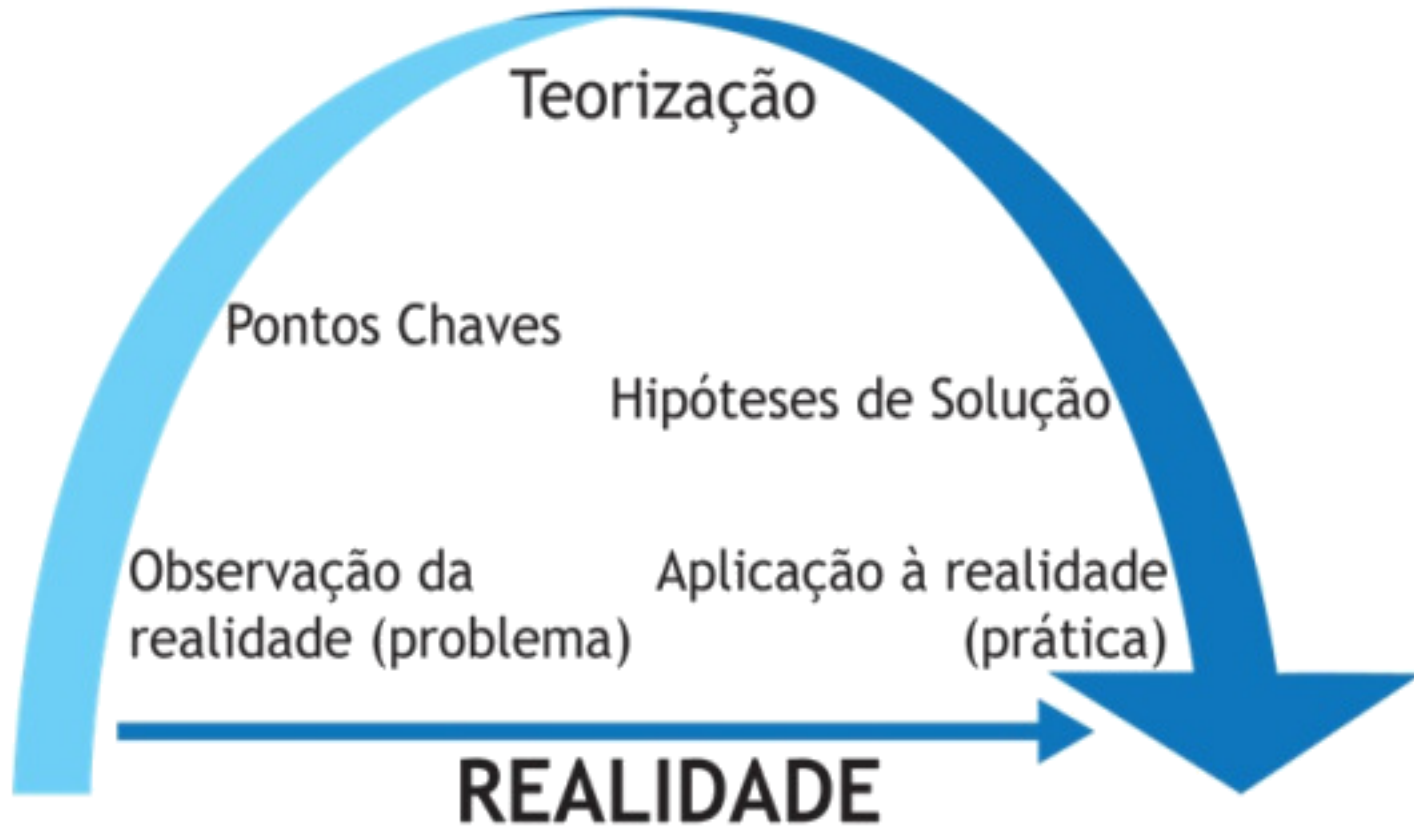 Teorização
Pontos Chaves
Hipóteses de Solução
Observação da
realidade (problema)
Aplicação à realidade
(prática)
REALIDADE